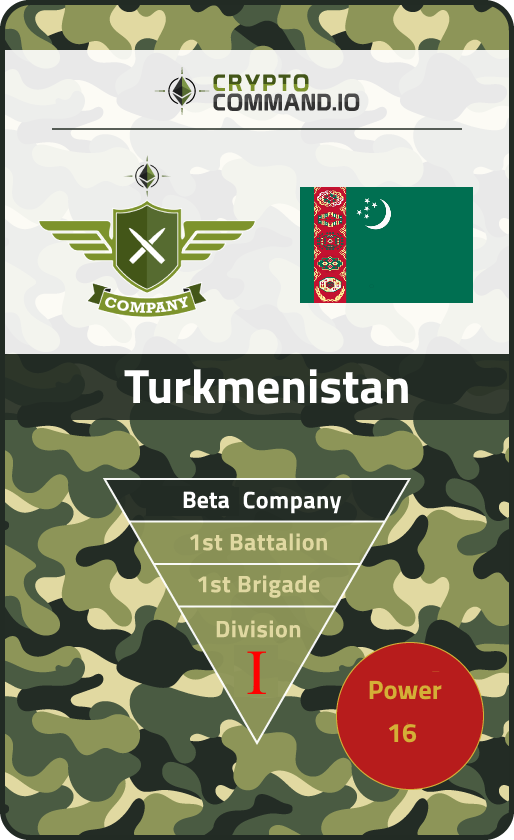 CRYPTO
COMMAND.IO
COMPANY
Turkmenistan
Beta Company
1st Battalion
1st Brigade
Division
I
Power
16